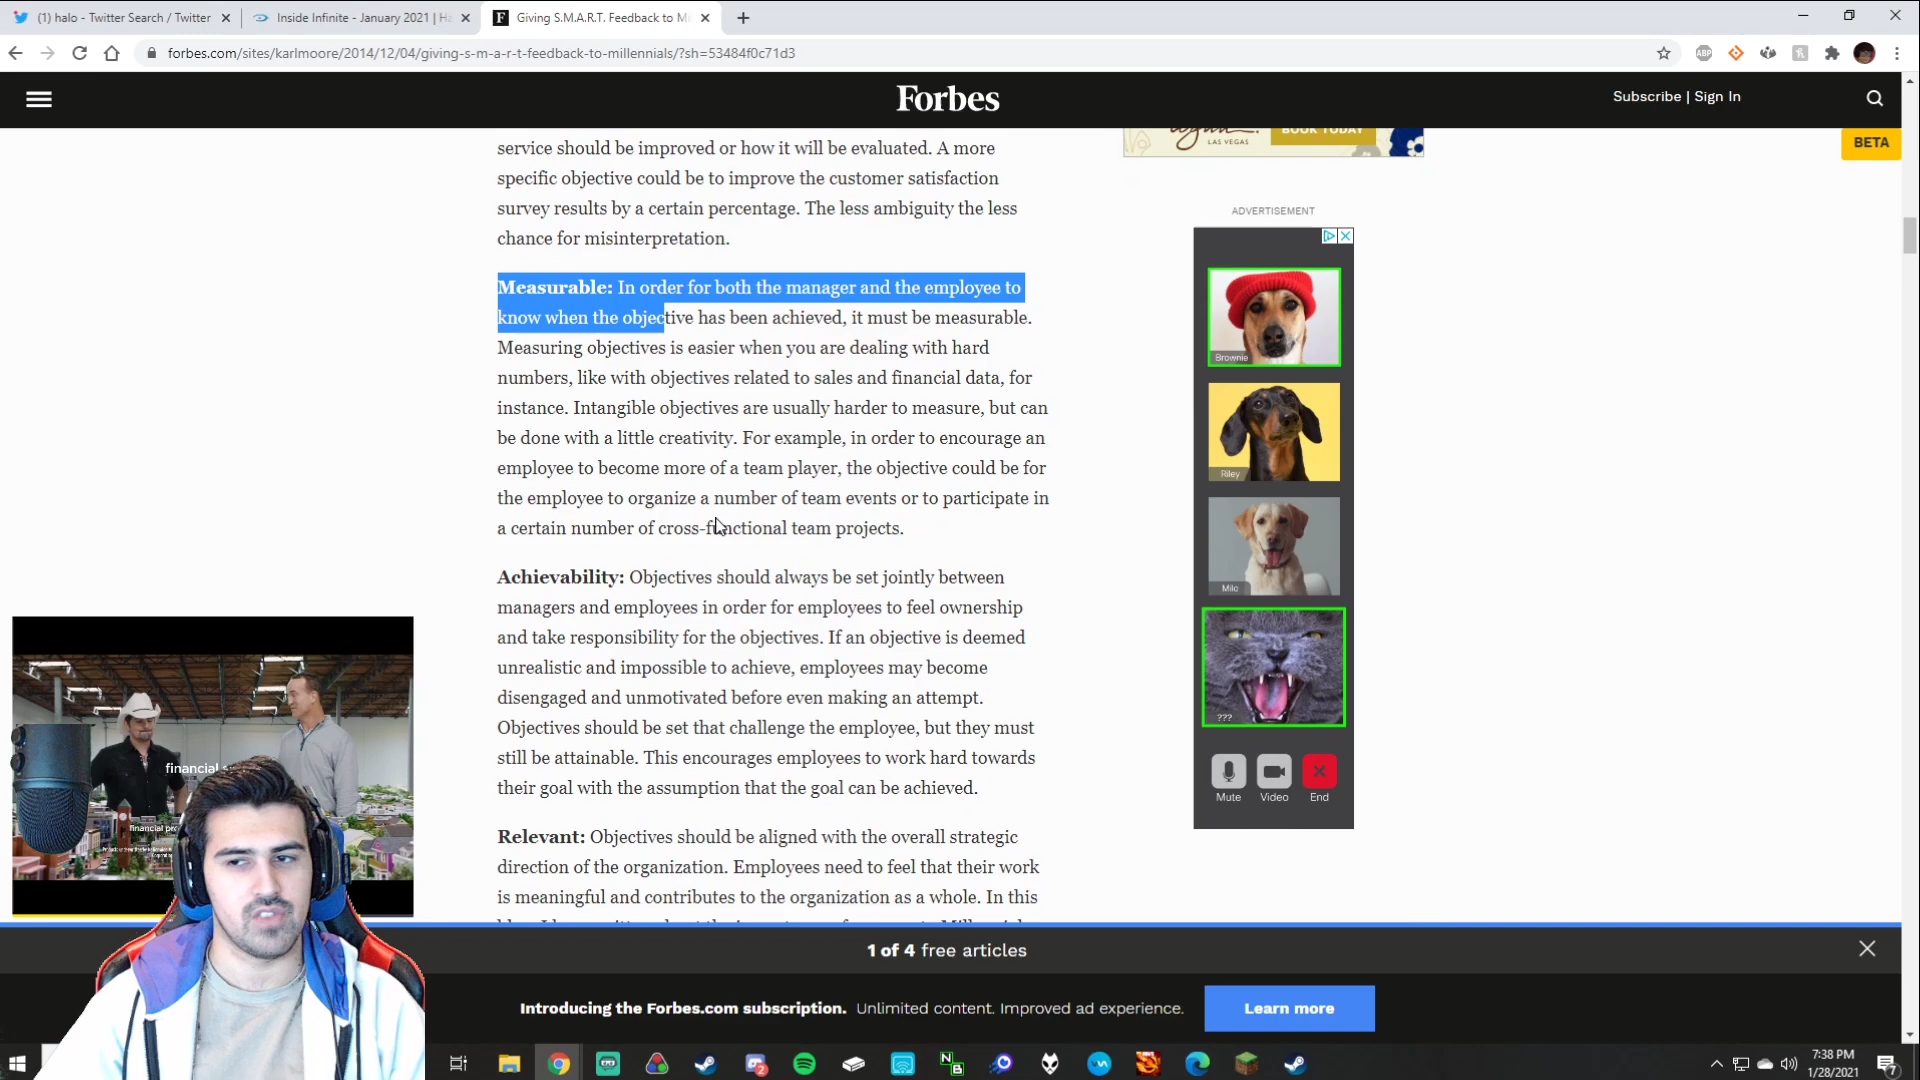 (1) halo - Twitter Search / Twitter
Inside Infinite - January 2021 | Ha
Giving S.M.A.R.T. Feedback to Mi
forbes.com/sites/karlmoore/2014/12/04/giving-s-m-a-r-t-feedback-to-millennials/?sh=53484f0c71d3
ABP
Forbes
Subscribe | Sign In
BOOK TODAY
LAS VEGAS
BETA
service should be improved or how it will be evaluated. A more
specific objective could be to improve the customer satisfaction
survey results by a certain percentage. The less ambiguity the less
chance for misinterpretation.
Measurable: In order for both the manager and the employee to
know when the objective has been achieved, it must be measurable.
Measuring objectives is easier when you are dealing with hard
numbers, like with objectives related to sales and financial data, for
instance. Intangible objectives are usually harder to measure, but can
be done with a little creativity. For example, in order to encourage an
employee to become more of a team player, the objective could be for
the employee to organize a number of team events or to participate in
a certain number of cross-functional team projects.
Achievability: Objectives should always be set jointly between
managers and employees in order for employees to feel ownership
and take responsibility for the objectives. If an objective is deemed
unrealistic and impossible to achieve, employees may become
disengaged and unmotivated before even making an attempt.
Objectives should be set that challenge the employee, but they must
still be attainable. This encourages employees to work hard towards
their goal with the assumption that the goal can be achieved.
Relevant: Objectives should be aligned with the overall strategic
direction of the organization. Employees need to feel that their work
is meaningful and contributes to the organization as a whole. In this
ADVERTISEMENT
Brownie
Riley
Milo
???
Mute Video End
financial
financial
1 of 4 free articles
Introducing the Forbes.com subscription. Unlimited content. Improved ad experience.
Learn more
7:38 PM
1/28/2021